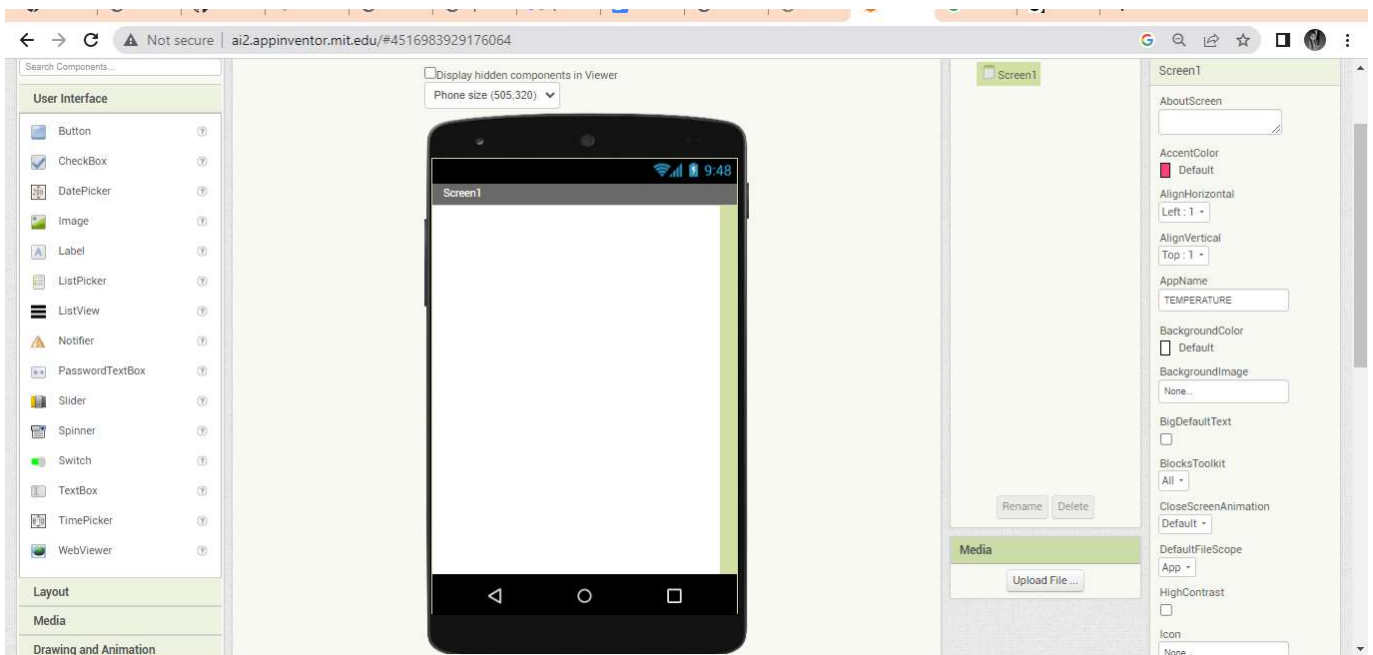 Not secure
ai2.appinventor.mit.edu/#4516983929176064
Search Components...
User Interface
Button
CheckBox
DatePicker
Image
Label
ListPicker
ListView
Notifier
PasswordTextBox
Slider
Spinner
Switch
TextBox
TimePicker
WebViewer
Layout
Media
Drawing and Animation
Display hidden components in Viewer
Phone size (505,320)
9:48
Screen1
Screen1
Rename Delete
Media
Upload File ...
Screen1
AboutScreen
AccentColor
Default
AlignHorizontal
Left : 1
AlignVertical
Top : 1
AppName
TEMPERATURE
BackgroundColor
Default
BackgroundImage
None...
BigDefaultText
BlocksToolkit
All
CloseScreenAnimation
Default
DefaultFileScope
App
HighContrast
Icon
None...